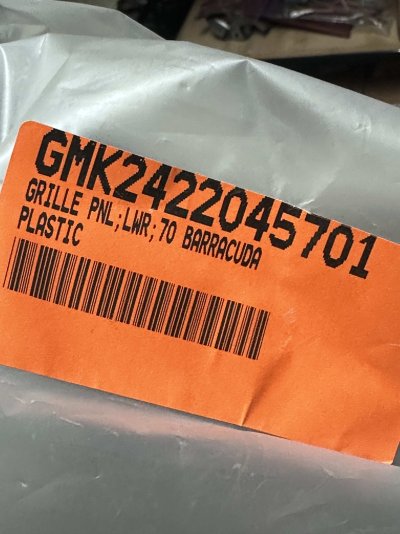 GMK2422045701
GRILLE PNL;LWR;70 BARRACUDA
PLASTIC